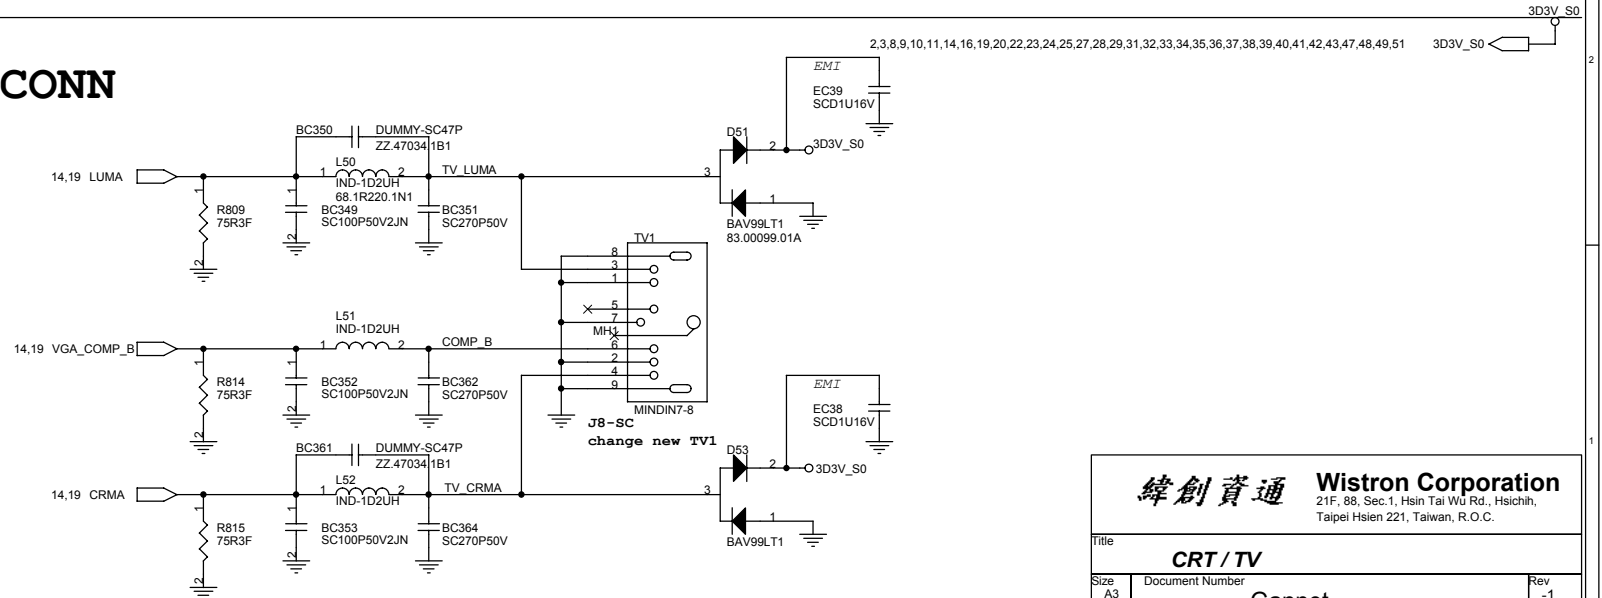 3D3V_S0
2,3,8,9,10,11,14,16,19,20,22,23,24,25,27,28,29,31,32,33,34,35,36,37,38,39,40,41,42,43,47,48,49,51
3D3V_S0
2
CONN
EMI
EC39
SCD1U16V
BC350
DUMMY-SC47P
ZZ.47034.1B1
D51
2
3D3V_S0
14,19 LUMA
1
L50
2
IND-1D2UH
68.1R220.1N1
TV_LUMA
3
1
R809
75R3F
2
1
BC349
SC100P50V2JN
2
BC351
SC270P50V
1
BAV99LT1
83.00099.01A
TV1
8
3
1
5
7
MH1
6
2
4
9
MINDIN7-8
J8-SC
change new TV1
L51
IND-1D2UH
14,19 VGA_COMP_B
1
2
COMP_B
1
R814
75R3F
2
1
BC352
SC100P50V2JN
2
BC362
SC270P50V
EMI
EC38
SCD1U16V
1
BC361
DUMMY-SC47P
ZZ.47034.1B1
D53
2
3D3V_S0
14,19 CRMA
1
L52
2
IND-1D2UH
TV_CRMA
3
1
R815
75R3F
2
1
BC353
SC100P50V2JN
2
BC364
SC270P50V
1
BAV99LT1
緯創資通
Wistron Corporation
21F, 88, Sec.1, Hsin Tai Wu Rd., Hsichih,
Taipei Hsien 221, Taiwan, R.O.C.
Title
CRT / TV
Size
A3
Document Number
Rev
-1